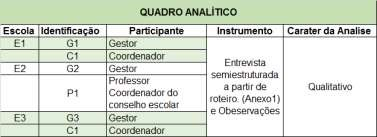 QUADRO ANALÍTICO
Escola Identificação Participante Instrumento Carater da Analise
E1 G1 Gestor
C1 Coordenador
E2 G2 Gestor
P1 Professor
Coordenador do
conselho escolar
E3 G3 Gestor
C1 Coordenador
Entrevista
semiestruturada
a partir de
roteiro. (Anexo1)
e Obeservações
Qualitativo